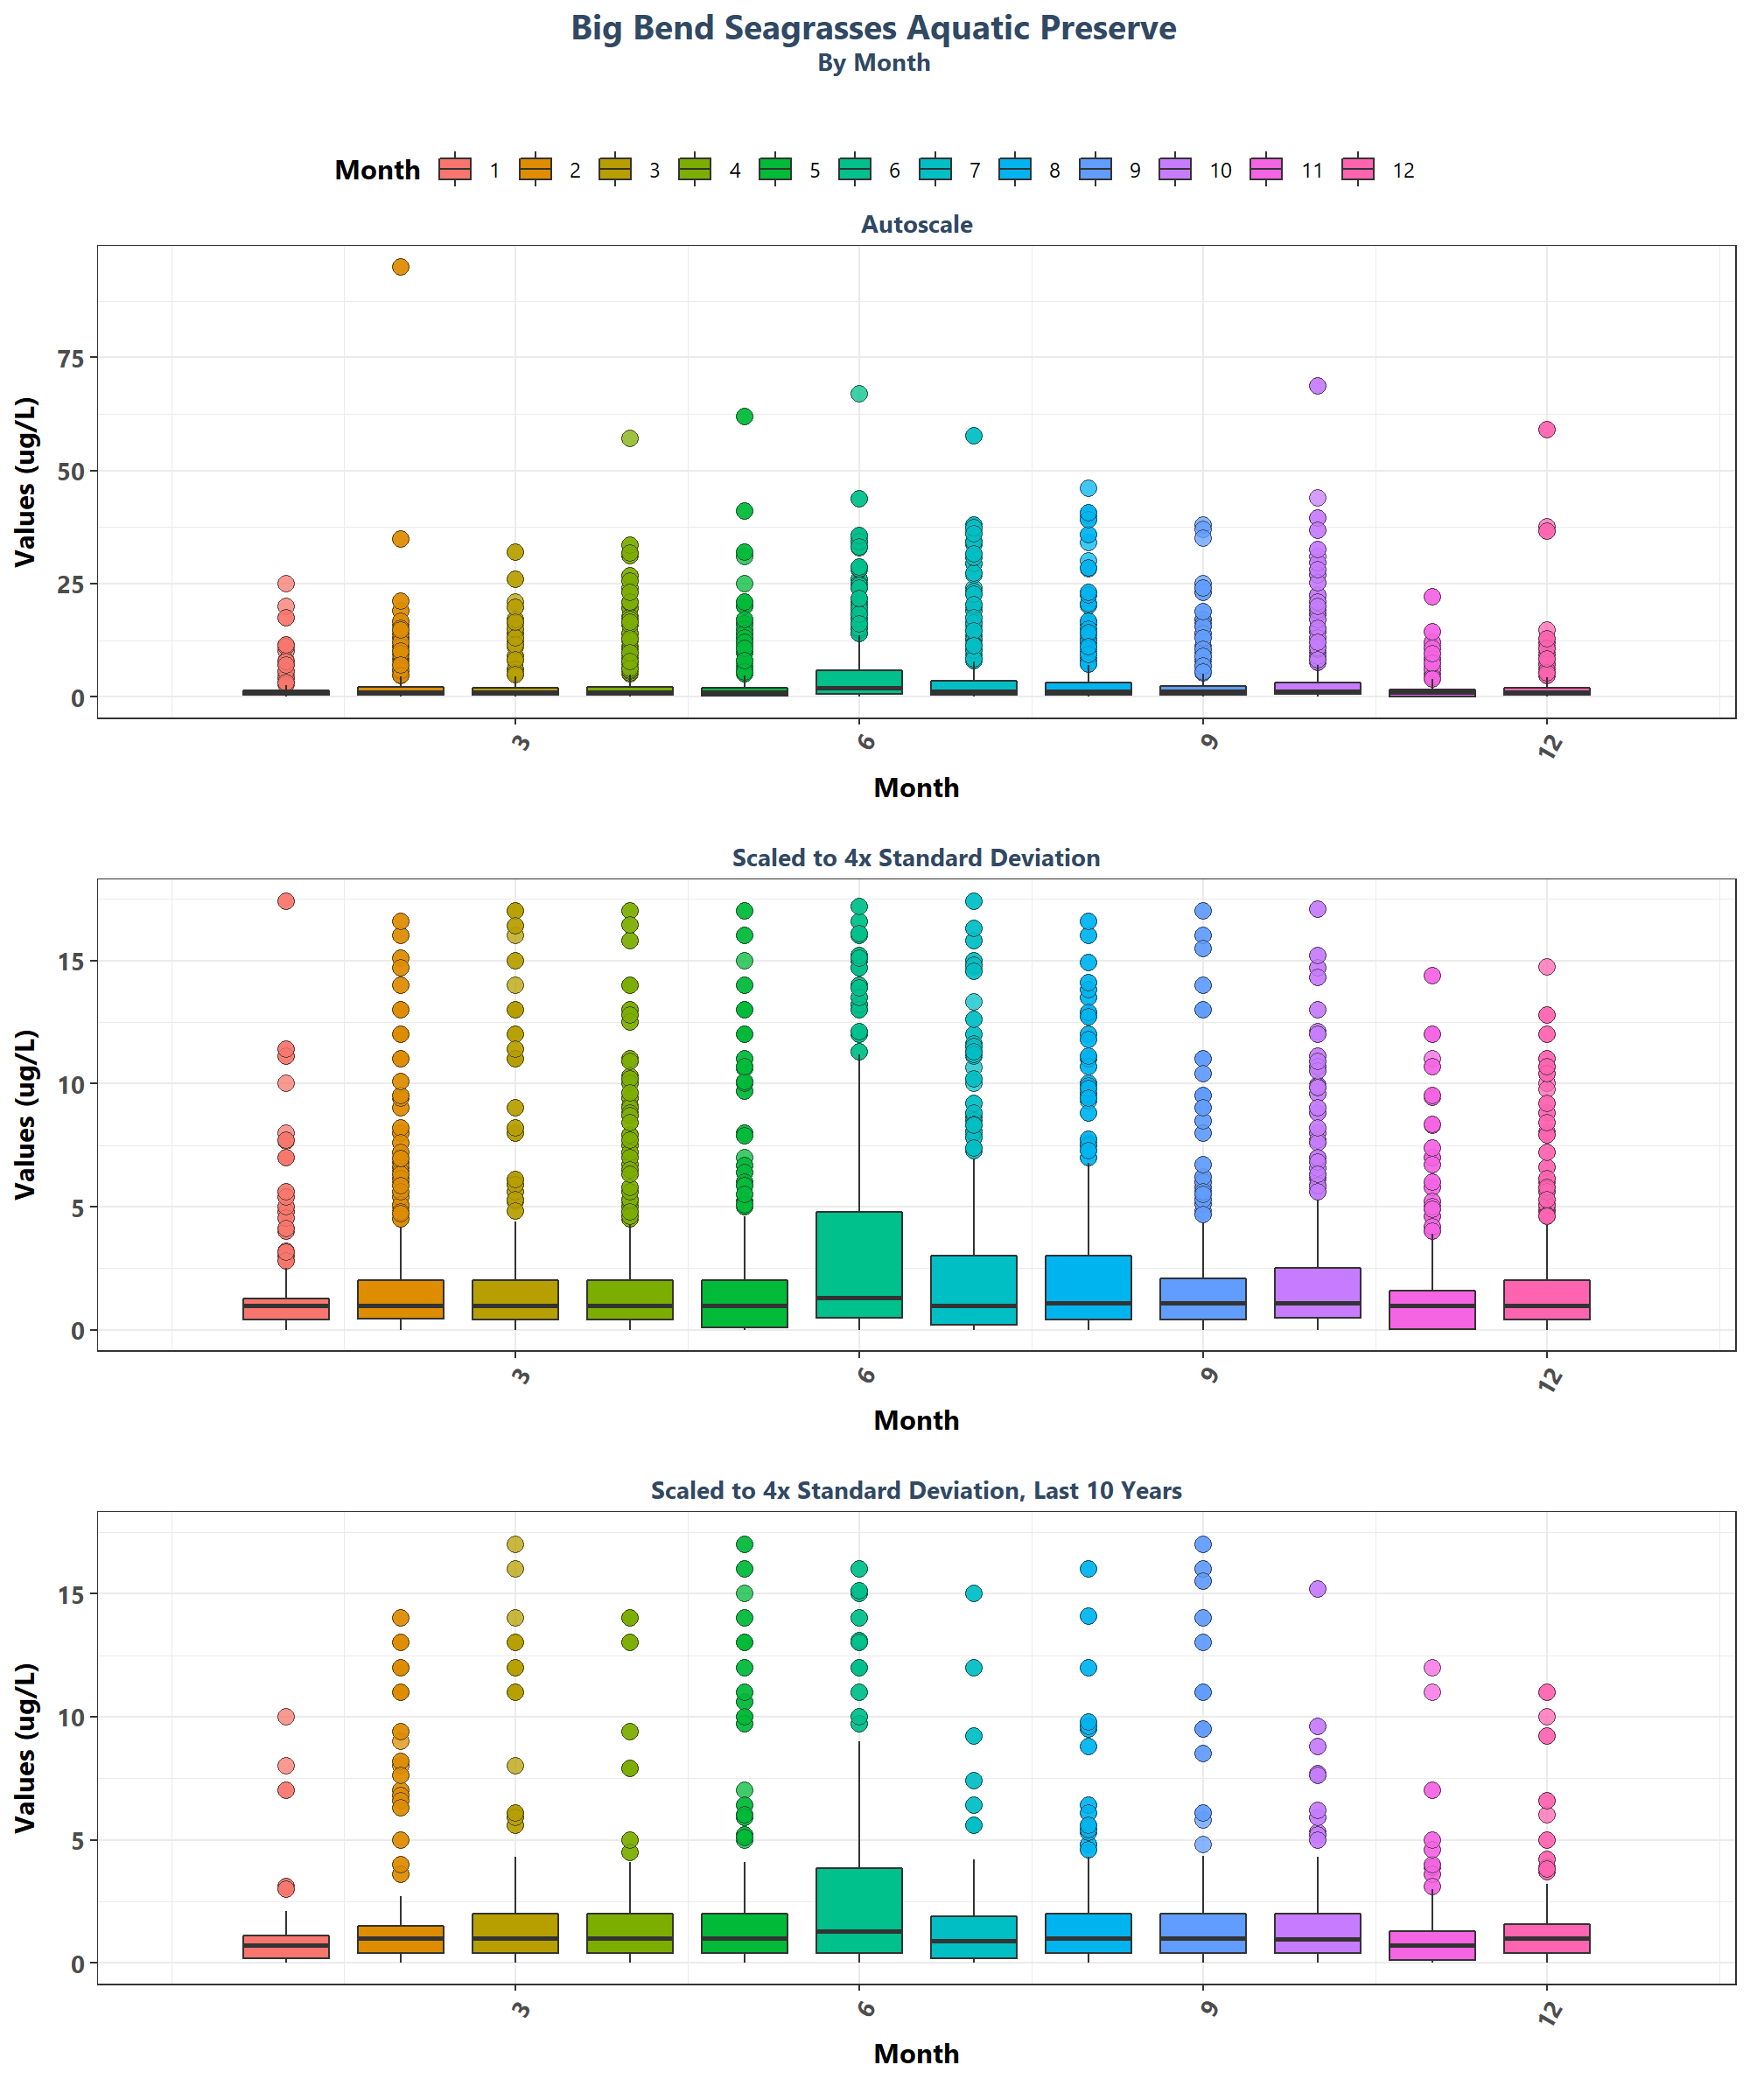 Big Bend Seagrasses Aquatic Preserve
By Month
Month 1 2 3 4 5 6 7 8 9 10 11 12
Autoscale
Values (ug/L)
75
50
25
0
3 6 9 12
Month
Scaled to 4x Standard Deviation
Values (ug/L)
15
10
5
0
3 6 9 12
Month
Scaled to 4x Standard Deviation, Last 10 Years
Values (ug/L)
15
10
5
0
3 6 9 12
Month